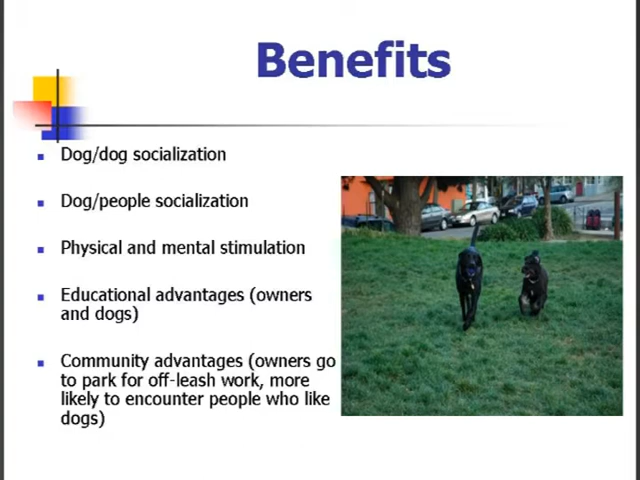 Benefits
Dog/dog socialization
Dog/people socialization
Physical and mental stimulation
Educational advantages (owners
and dogs)
Community advantages (owners go
to park for off-leash work, more
likely to encounter people who like
dogs)